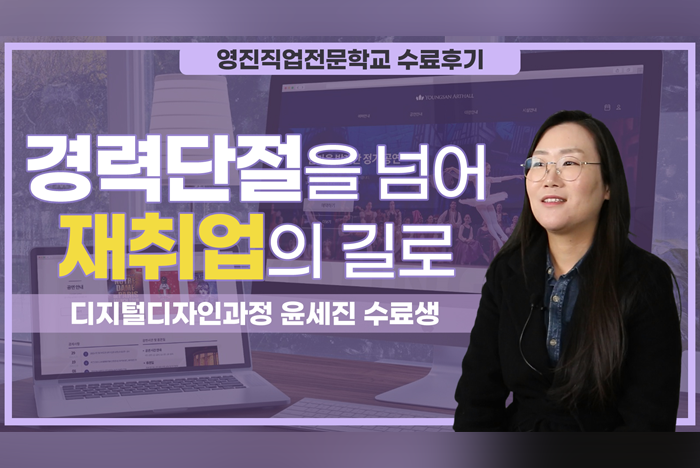 영진직업전문학교 수료후기
경력단절을 넘어
재취업의 길로
디지털디자인과정 윤세진 수료생